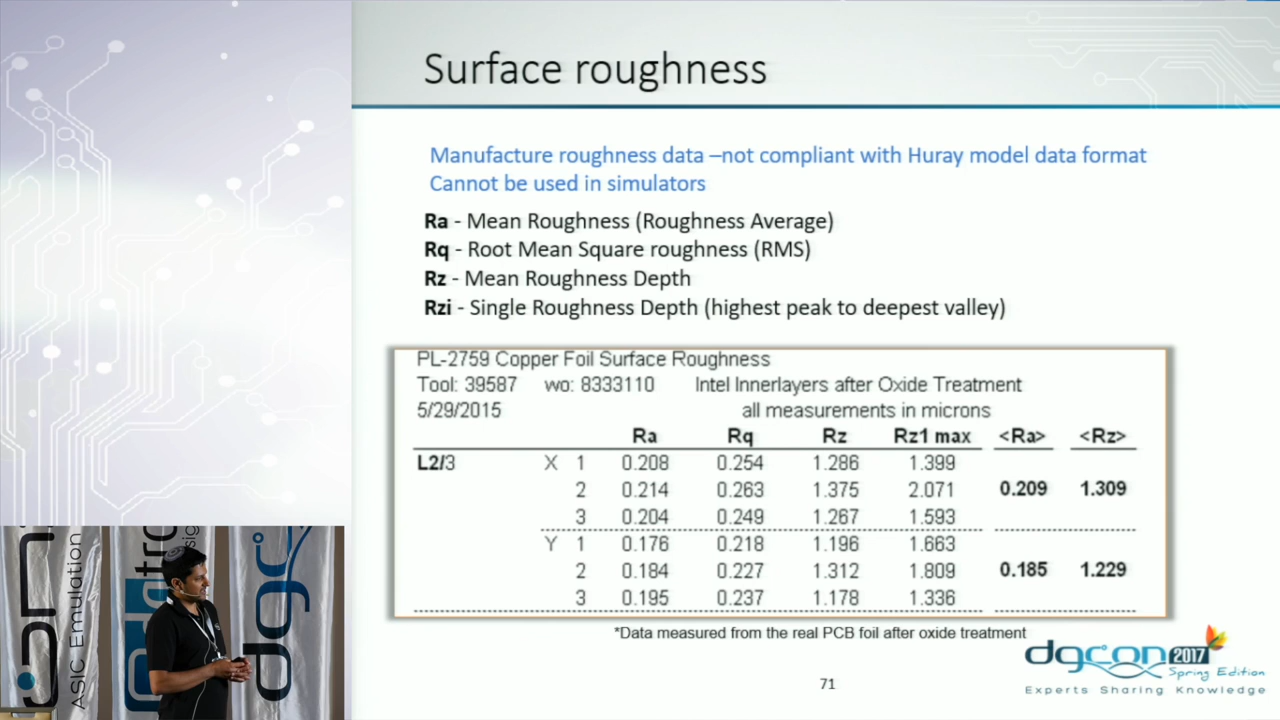 Surface roughness
Manufacture roughness data –not compliant with Huray model data format
Cannot be used in simulators
Ra - Mean Roughness (Roughness Average)
Rq - Root Mean Square roughness (RMS)
Rz - Mean Roughness Depth
Rzi - Single Roughness Depth (highest peak to deepest valley)
PL-2759 Copper Foil Surface Roughness
Tool: 39587 wo: 8333110 Intel Innerlayers after Oxide Treatment
5/29/2015 all measurements in microns
Ra Rq Rz Rz1 max <Ra> <Rz>
L2/3 X 1 0.208 0.254 1.286 1.399
2 0.214 0.263 1.375 2.071 0.209 1.309
3 0.204 0.249 1.267 1.593
Y 1 0.176 0.218 1.196 1.663
2 0.184 0.227 1.312 1.809 0.185 1.229
3 0.195 0.237 1.178 1.336
*Data measured from the real PCB foil after oxide treatment
dgcon 2017
Spring Edition
Experts Sharing Knowledge
71
ASIC Emulation
dgc